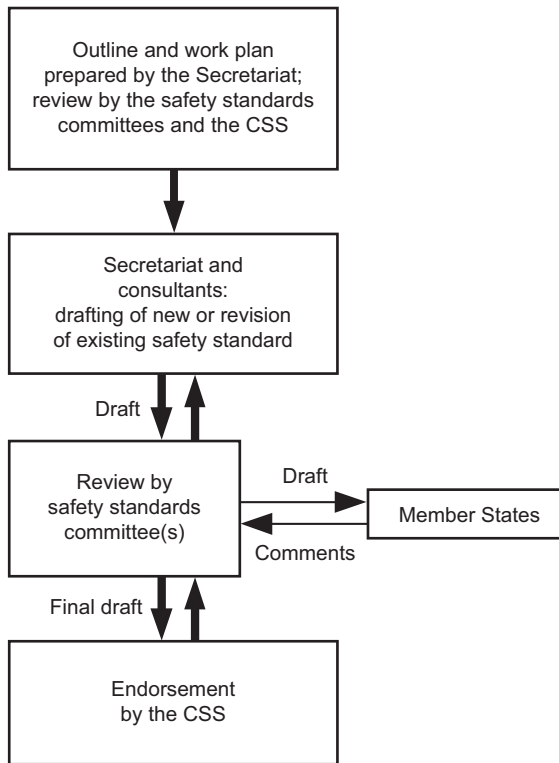 Outline and work plan
prepared by the Secretariat;
review by the safety standards
committees and the CSS
Secretariat and
consultants:
drafting of new or revision
of existing safety standard
Draft
Review by
safety standards
committee(s)
Draft
Member States
Comments
Final draft
Endorsement
by the CSS